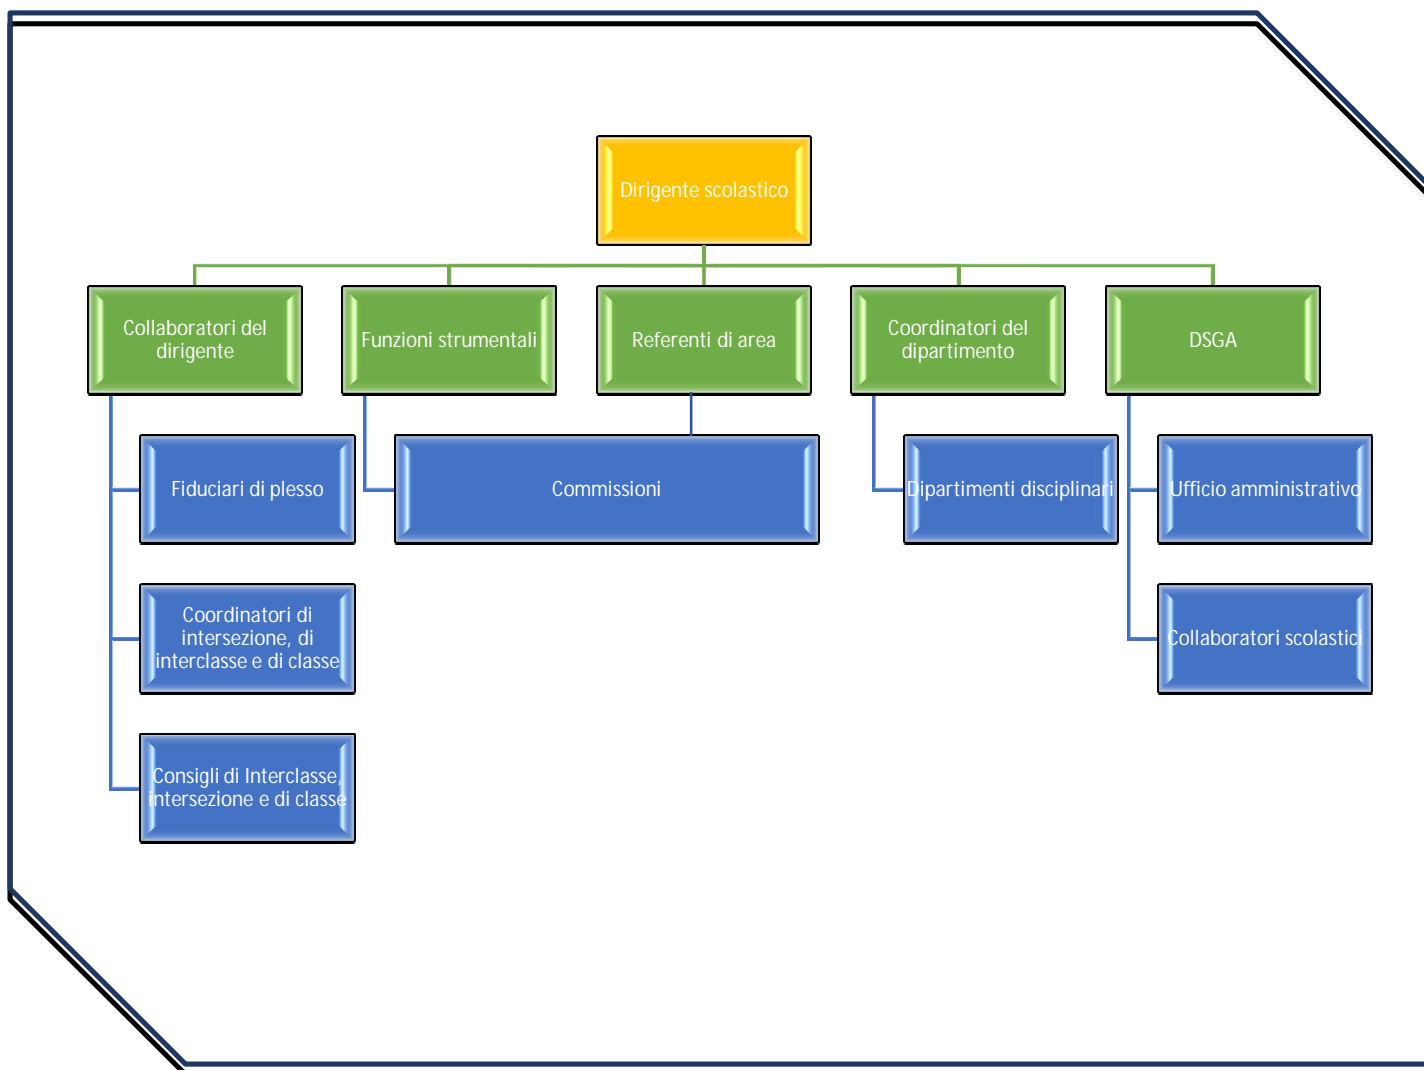 Dirigente scolastico
Collaboratori del
dirigente
Funzioni strumentali
Referenti di area
Coordinatori del
dipartimento
DSGA
Fiduciari di plesso
Commissioni
Dipartimenti disciplinari
Ufficio amministrativo
Coordinatori di
intersezione, di
interclasse e di classe
Collaboratori scolastici
Consigli di Interclasse,
intersezione e di classe